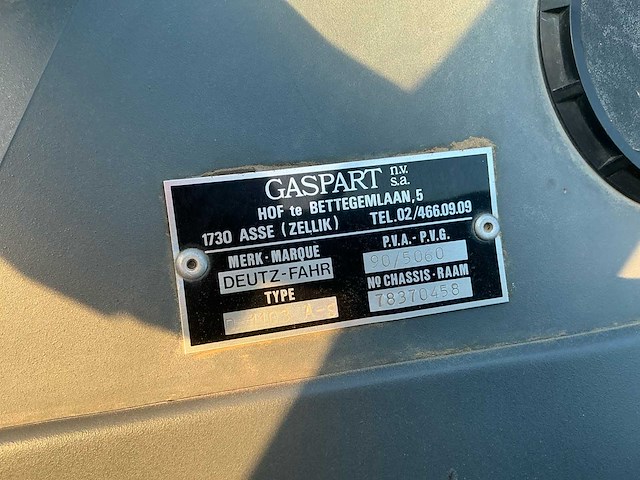 GASPART n.v. s.a.
HOF te BETTEGEMLAAN,5
1730 ASSE (ZELLIK) TEL.02/466.09.09
MERK-MARQUE P.V.A.-P.V.G.
DEUTZ-FAHR 90/5060
TYPE No CHASSIS-RAAM
78370458